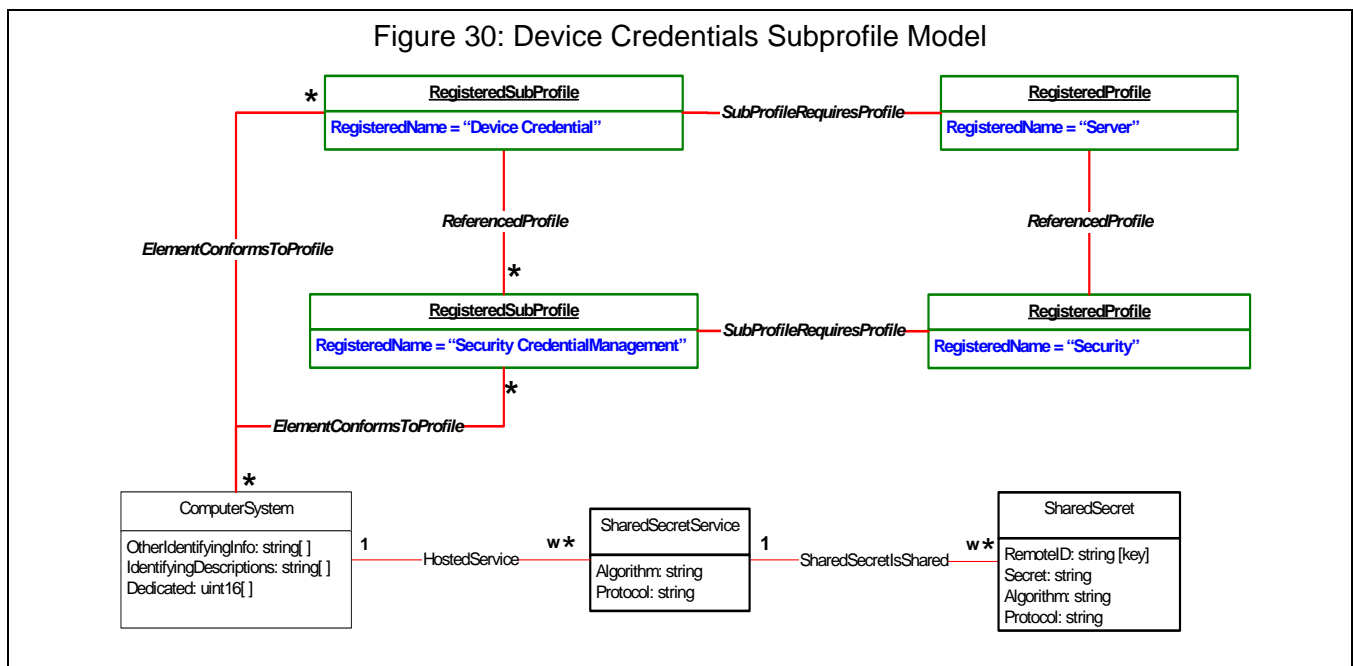 Figure 30: Device Credentials Subprofile Model
*
RegisteredSubProfile
RegisteredName = “Device Credential”
SubProfileRequiresProfile
RegisteredProfile
RegisteredName = “Server”
ElementConformsToProfile
ReferencedProfile
ReferencedProfile
*
RegisteredSubProfile
RegisteredName = “Security CredentialManagement”
SubProfileRequiresProfile
RegisteredProfile
RegisteredName = “Security”
*
ElementConformsToProfile
*
ComputerSystem
OtherIdentifyingInfo: string[ ]
IdentifyingDescriptions: string[ ]
Dedicated: uint16[ ]
1
HostedService
w*
SharedSecretService
Algorithm: string
Protocol: string
1
SharedSecretIsShared
w*
SharedSecret
RemoteID: string [key]
Secret: string
Algorithm: string
Protocol: string